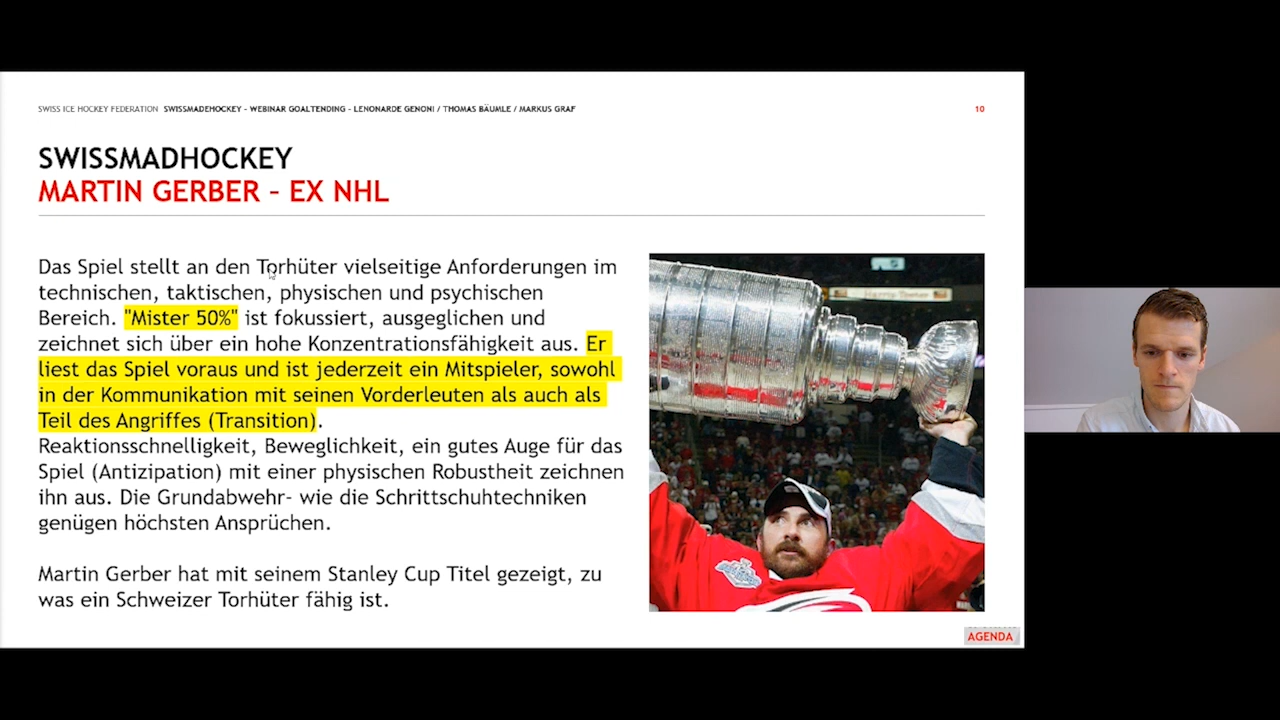 SWISS ICE HOCKEY FEDERATION SWISSMADEHOCKEY - WEBINAR GOALTENDING - LENONARDE GENONI / THOMAS BÄUMLE / MARKUS GRAF
10
SWISSMADHOCKEY
MARTIN GERBER – EX NHL
Das Spiel stellt an den Torhüter vielseitige Anforderungen im
technischen, taktischen, physischen und psychischen
Bereich. "Mister 50%" ist fokussiert, ausgeglichen und
zeichnet sich über ein hohe Konzentrationsfähigkeit aus. Er
liest das Spiel voraus und ist jederzeit ein Mitspieler, sowohl
in der Kommunikation mit seinen Vorderleuten als auch als
Teil des Angriffes (Transition).
Reaktionsschnelligkeit, Beweglichkeit, ein gutes Auge für das
Spiel (Antizipation) mit einer physischen Robustheit zeichnen
ihn aus. Die Grundabwehr- wie die Schrittschuhtechniken
genügen höchsten Ansprüchen.
Martin Gerber hat mit seinem Stanley Cup Titel gezeigt, zu
was ein Schweizer Torhüter fähig ist.
AGENDA